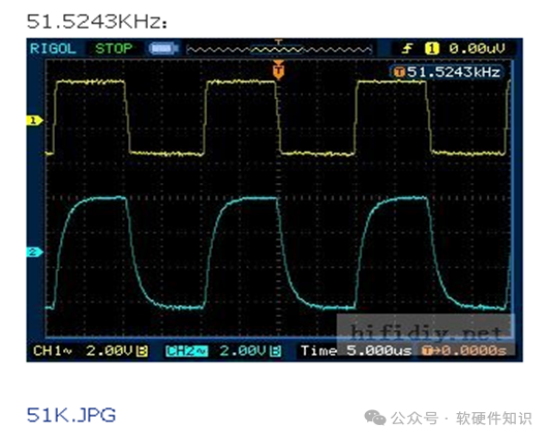 51.5243KHz:
RIGOL STOP T 1 0.00uV
T 51.5243kHz
1
2
hifidiy.net
CH1~ 2.00V B CH2~ 2.00V B Time 5.000us T→0.0000s
51K.JPG
公众号 · 软硬件知识